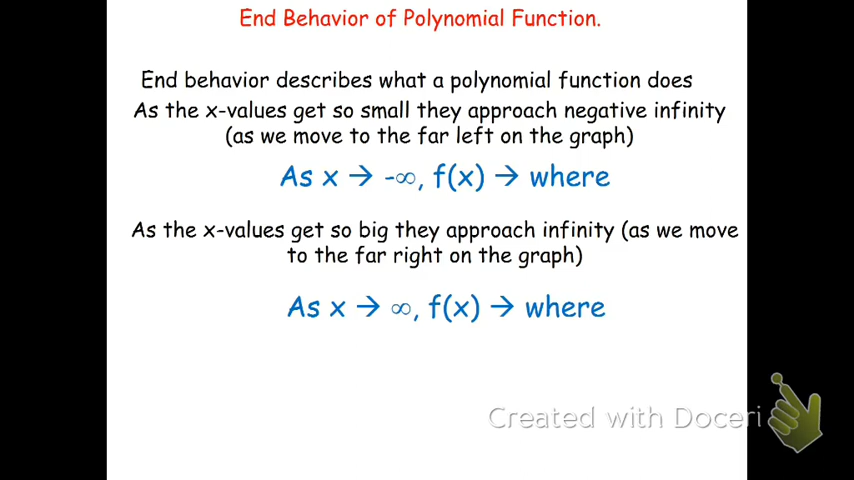 End Behavior of Polynomial Function.
End behavior describes what a polynomial function does
As the x-values get so small they approach negative infinity
(as we move to the far left on the graph)
As x → -∞, f(x) → where
As the x-values get so big they approach infinity (as we move
to the far right on the graph)
As x → ∞, f(x) → where
Created with Doceri